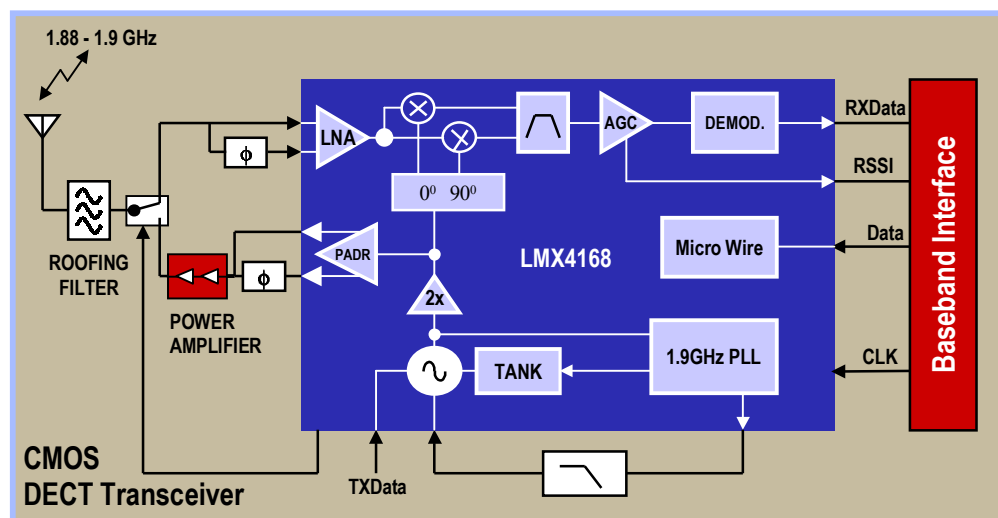 1.88 - 1.9 GHz
LNA
ϕ
AGC
DEMOD.
RXData
RSSI
0⁰ 90⁰
ROOFING
FILTER
PADR
ϕ
LMX4168
Micro Wire
Data
2x
POWER
AMPLIFIER
TANK
1.9GHz PLL
CLK
Baseband Interface
CMOS
DECT Transceiver
TXData